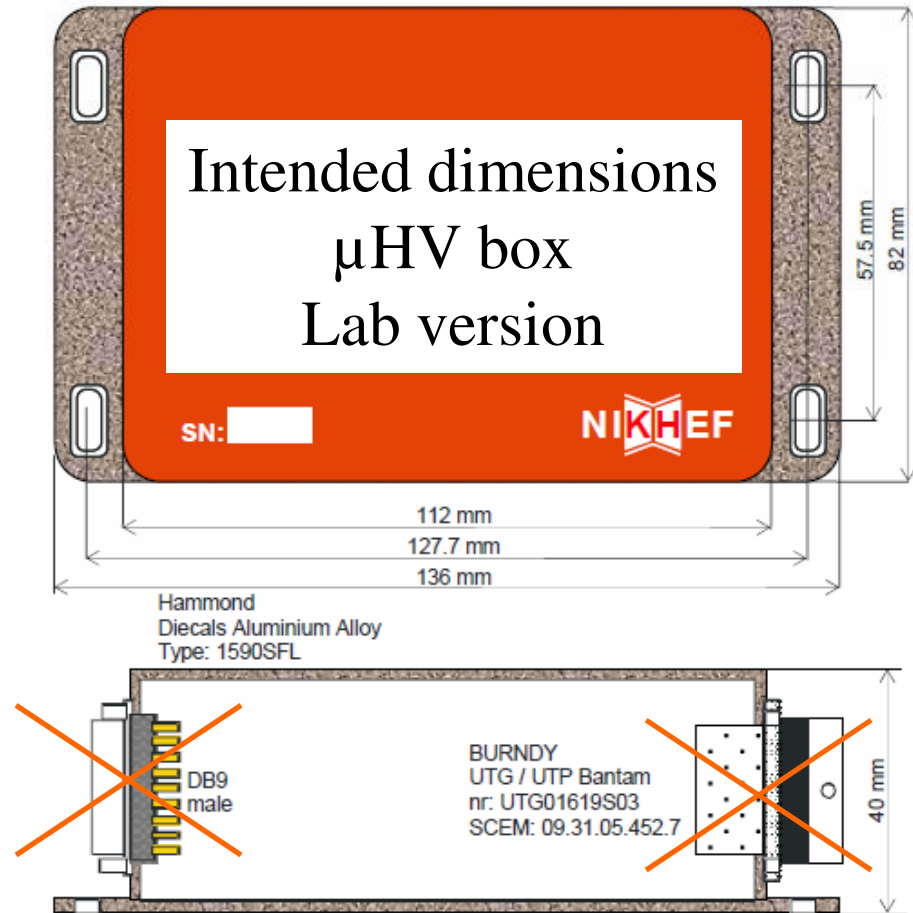 Intended dimensions
µHV box
Lab version
SN:
NIKHEF
57.5 mm
82 mm
112 mm
127.7 mm
136 mm
Hammond
Diecals Aluminium Alloy
Type: 1590SFL
DB9
male
BURNDY
UTG / UTP Bantam
nr: UTG01619S03
SCEM: 09.31.05.452.7
40 mm